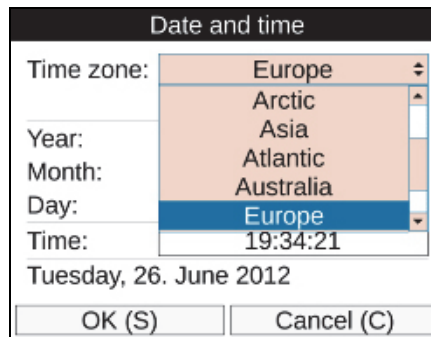 Date and time
Time zone: Europe
Arctic
Asia
Year:
Atlantic
Month:
Australia
Day:
Europe
Time: 19:34:21
Tuesday, 26. June 2012
OK (S) Cancel (C)